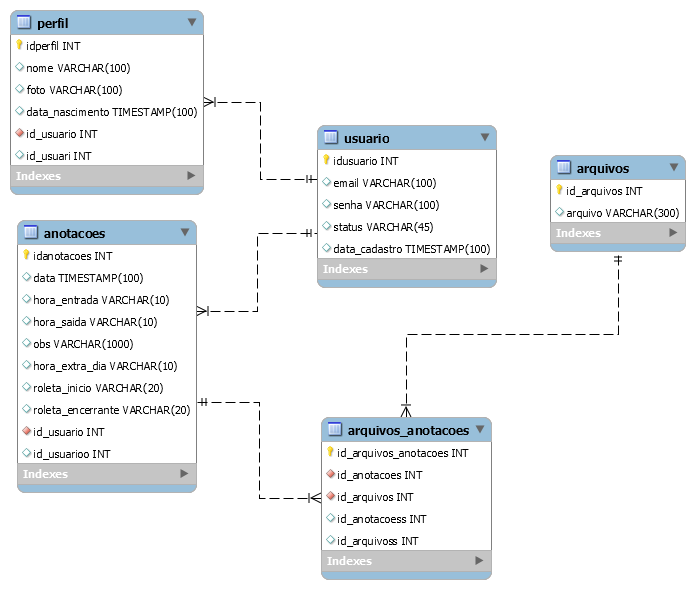 perfil
idperfil INT
nome VARCHAR(100)
foto VARCHAR(100)
data_nascimento TIMESTAMP(100)
id_usuario INT
id_usuari INT
Indexes
usuario
idusuario INT
email VARCHAR(100)
senha VARCHAR(100)
status VARCHAR(45)
data_cadastro TIMESTAMP(100)
Indexes
arquivos
id_arquivos INT
arquivo VARCHAR(300)
Indexes
anotacoes
idanotacoes INT
data TIMESTAMP(100)
hora_entrada VARCHAR(10)
hora_saida VARCHAR(10)
obs VARCHAR(1000)
hora_extra_dia VARCHAR(10)
roleta_inicio VARCHAR(20)
roleta_encerrante VARCHAR(20)
id_usuario INT
id_usuarioo INT
Indexes
arquivos_anotacoes
id_arquivos_anotacoes INT
id_anotacoes INT
id_arquivos INT
id_anotacoess INT
id_arquivoss INT
Indexes